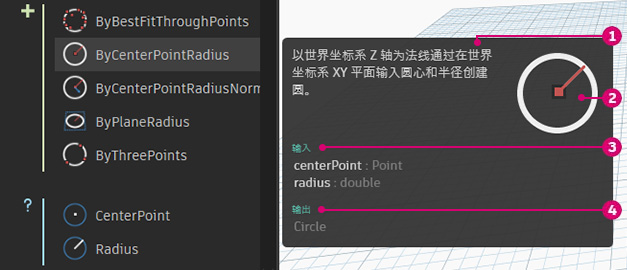 +
ByBestFitThroughPoints
ByCenterPointRadius
ByCenterPointRadiusNorm
ByPlaneRadius
ByThreePoints
?
CenterPoint
Radius
以世界坐标系 Z 轴为法线通过在世界
坐标系 XY 平面输入圆心和半径创建
圆。
1
2
输入
3
centerPoint : Point
radius : double
输出
4
Circle